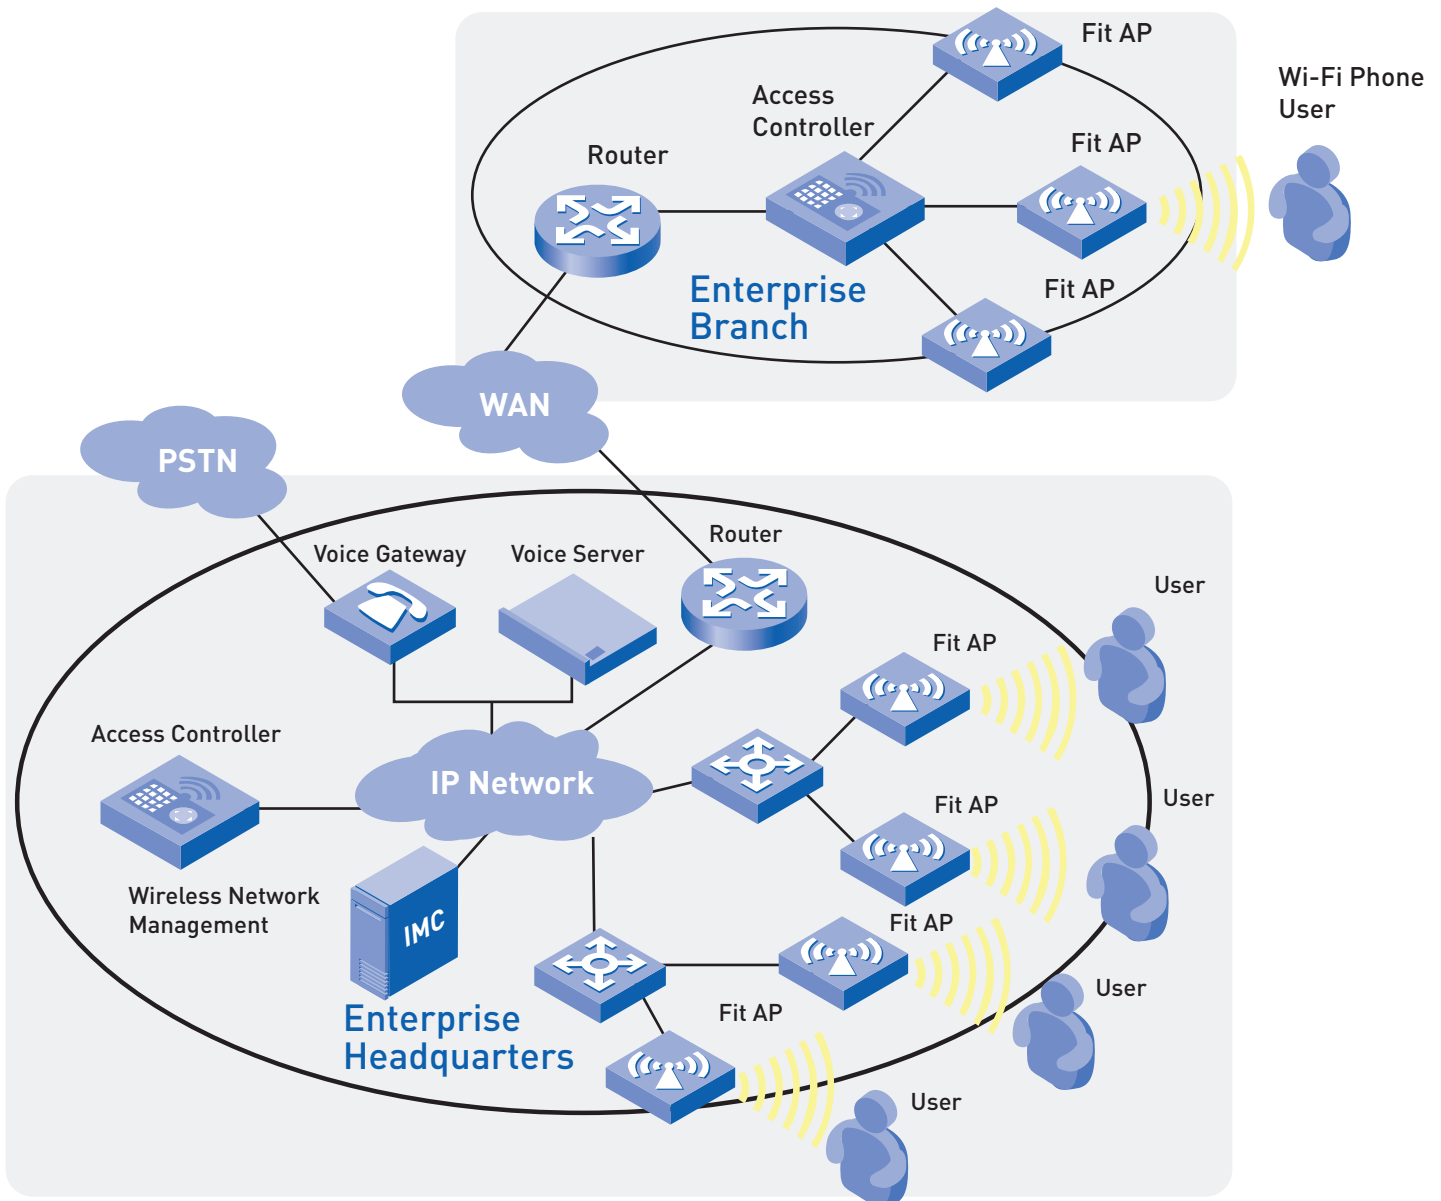 Fit AP
Wi-Fi Phone
User
Access
Controller
Fit AP
Router
Enterprise
Branch
Fit AP
WAN
PSTN
Voice Gateway
Voice Server
Router
User
Fit AP
Access Controller
IP Network
User
Fit AP
Wireless Network
Management
IMC
Fit AP
User
Fit AP
Enterprise
Headquarters
User